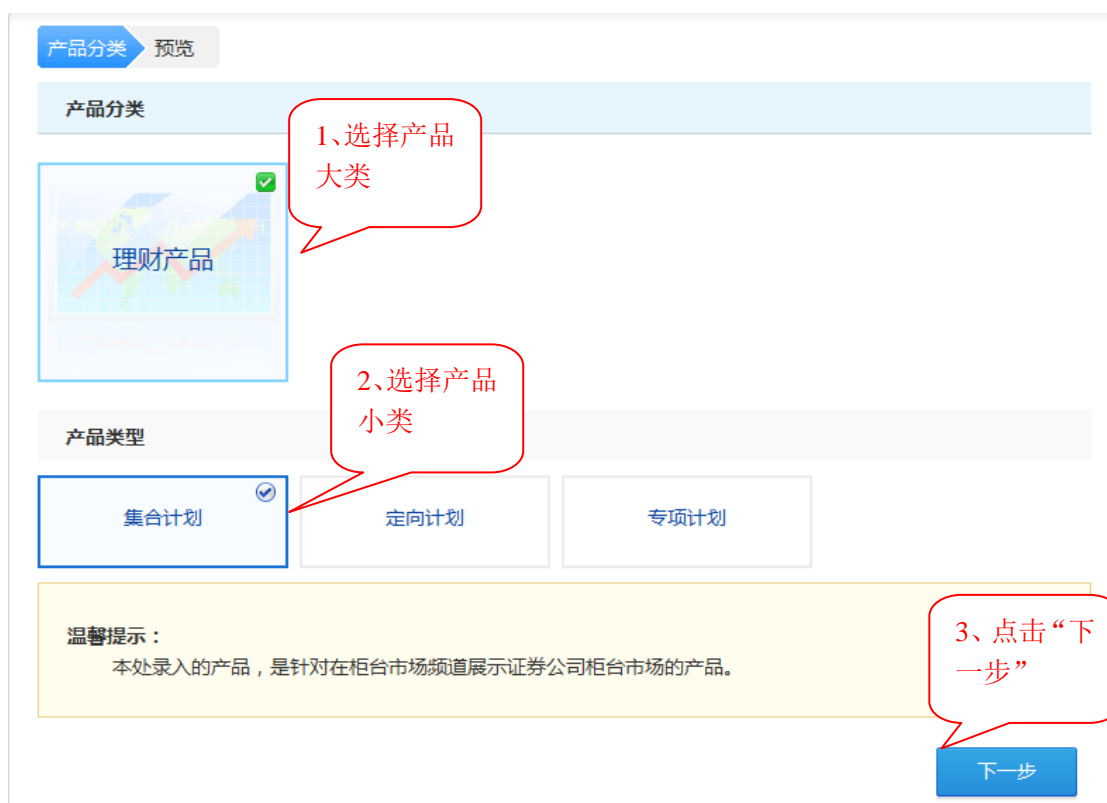 产品分类 预览
产品分类
1、选择产品
大类
理财产品
2、选择产品
小类
产品类型
集合计划 定向计划 专项计划
温馨提示：
本处录入的产品，是针对在柜台市场频道展示证券公司柜台市场的产品。
3、点击“下
一步”
下一步